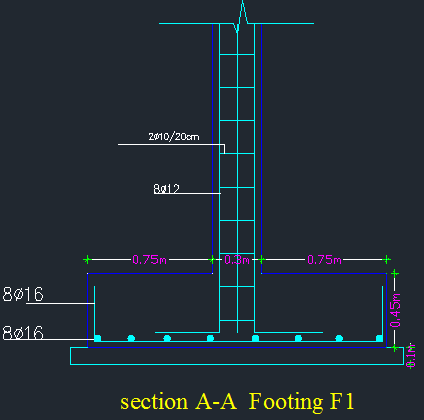 2Ø10/20cm
8Ø12
0.75m 0.3m 0.75m
8Ø16
0.45m
8Ø16
0.1m
section A-A Footing F1